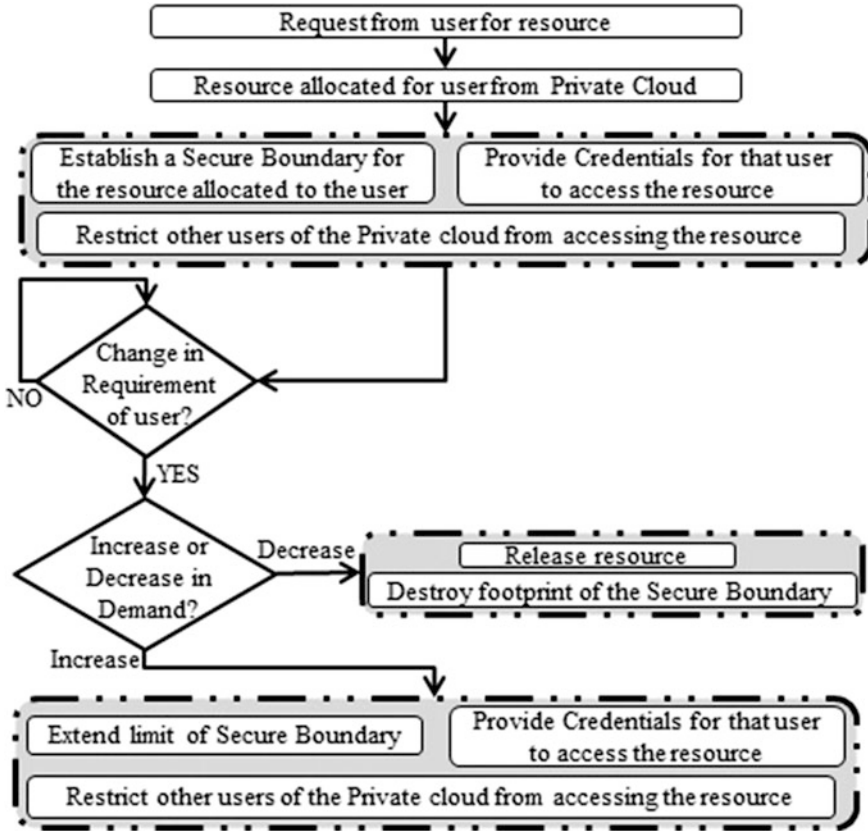 Request from user for resource
Resource allocated for user from Private Cloud
Establish a Secure Boundary for
the resource allocated to the user
Provide Credentials for that user
to access the resource
Restrict other users of the Private cloud from accessing the resource
Change in
Requirement
of user?
NO
YES
Increase or
Decrease in
Demand?
Decrease
Release resource
Destroy footprint of the Secure Boundary
Increase
Extend limit of Secure Boundary
Provide Credentials for that user
to access the resource
Restrict other users of the Private cloud from accessing the resource